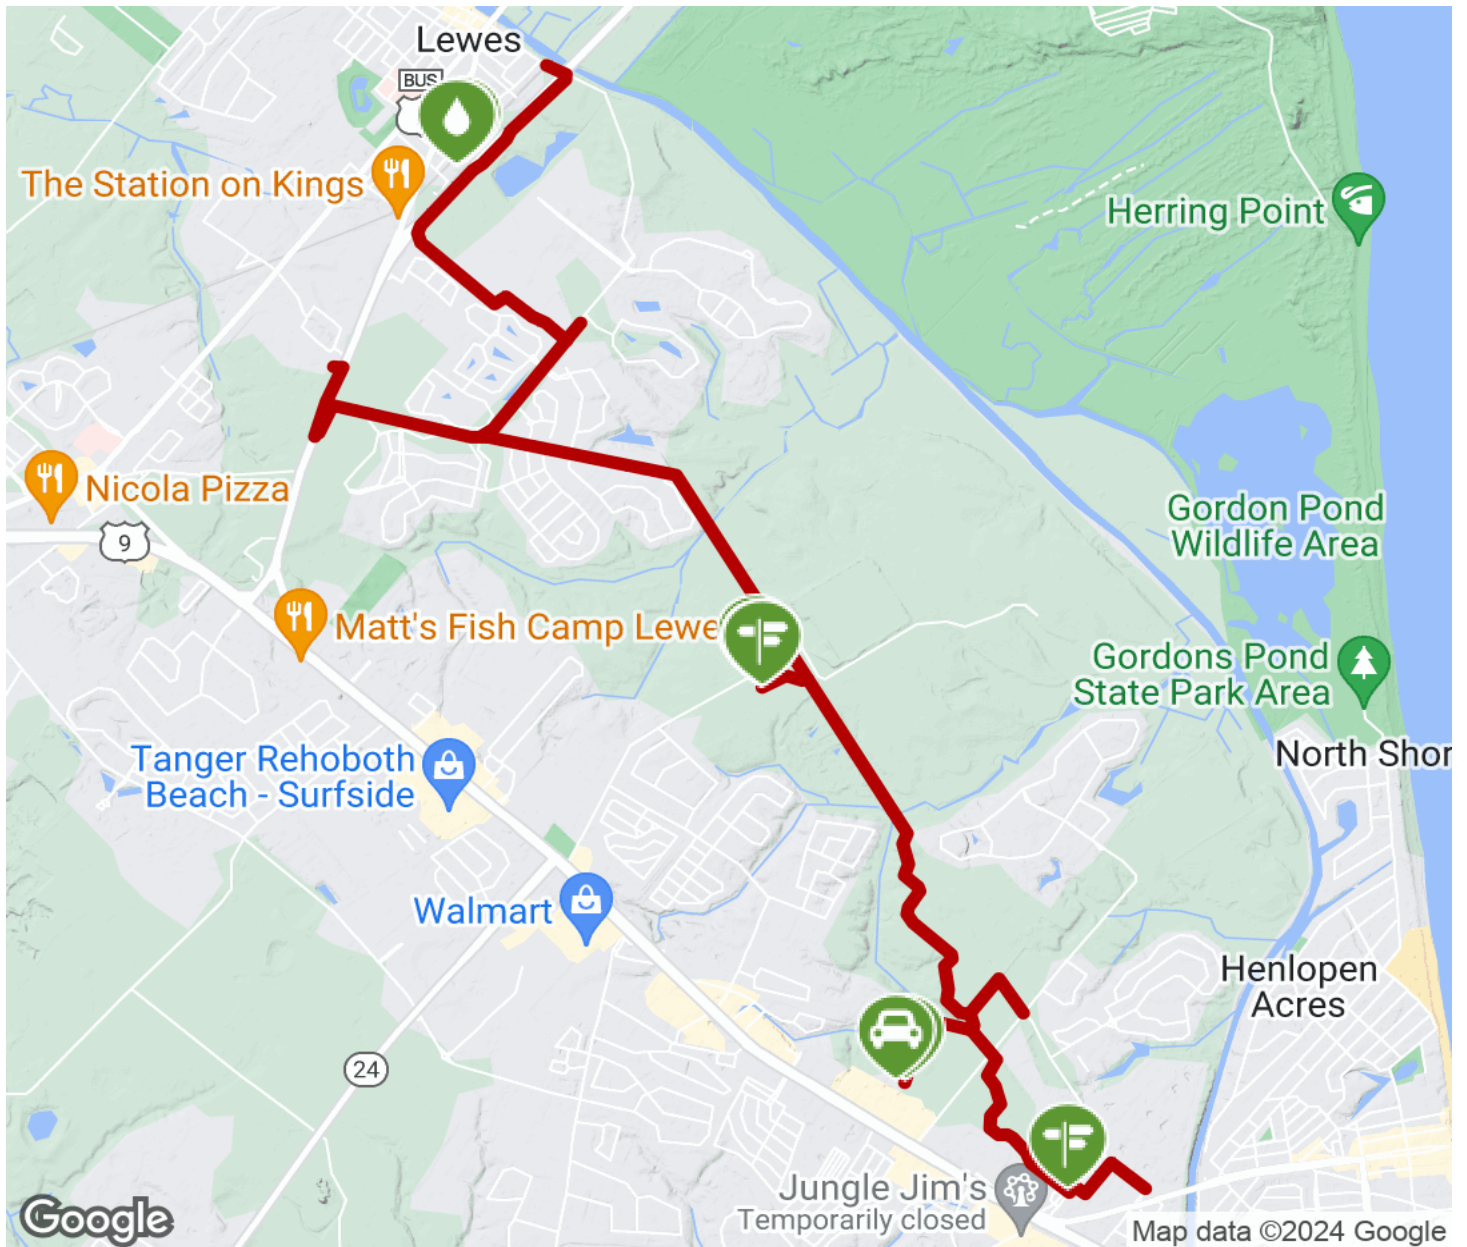 Lewes
BUS
The Station on Kings
Herring Point
Nicola Pizza
9
Gordon Pond
Wildlife Area
Matt's Fish Camp Lewe
Gordons Pond
State Park Area
North Shor
Tanger Rehoboth
Beach - Surfside
Walmart
Henlopen
Acres
24
Jungle Jim's
Temporarily closed
Google
Map data ©2024 Google